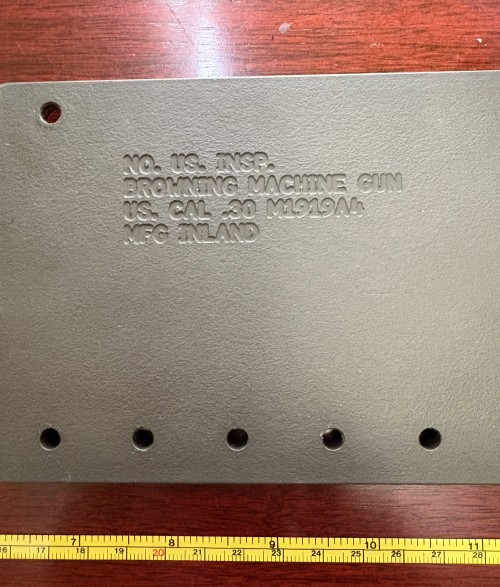 NO. US. INSP.
BROWNING MACHINE GUN
US. CAL .30 M1919A4
MFG INLAND
7 8 9 10 11
16 17 18 19 20 21 22 23 24 25 26 27 28